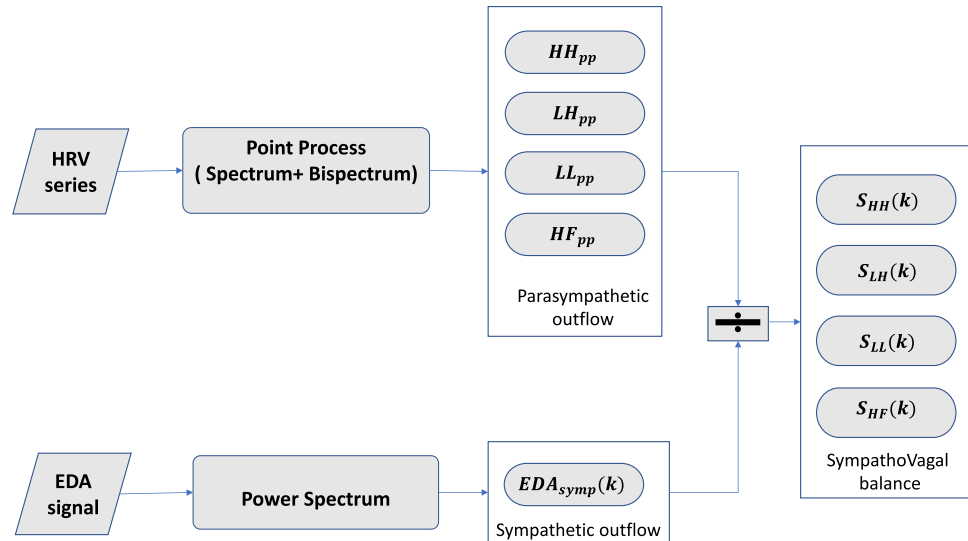 HRV
series
Point Process
( Spectrum+ Bispectrum)
HH_pp
LH_pp
LL_pp
HF_pp
Parasympathetic
outflow
÷
S_HH(k)
S_LH(k)
S_LL(k)
S_HF(k)
SympathoVagal
balance
EDA
signal
Power Spectrum
EDA_symp(k)
Sympathetic outflow